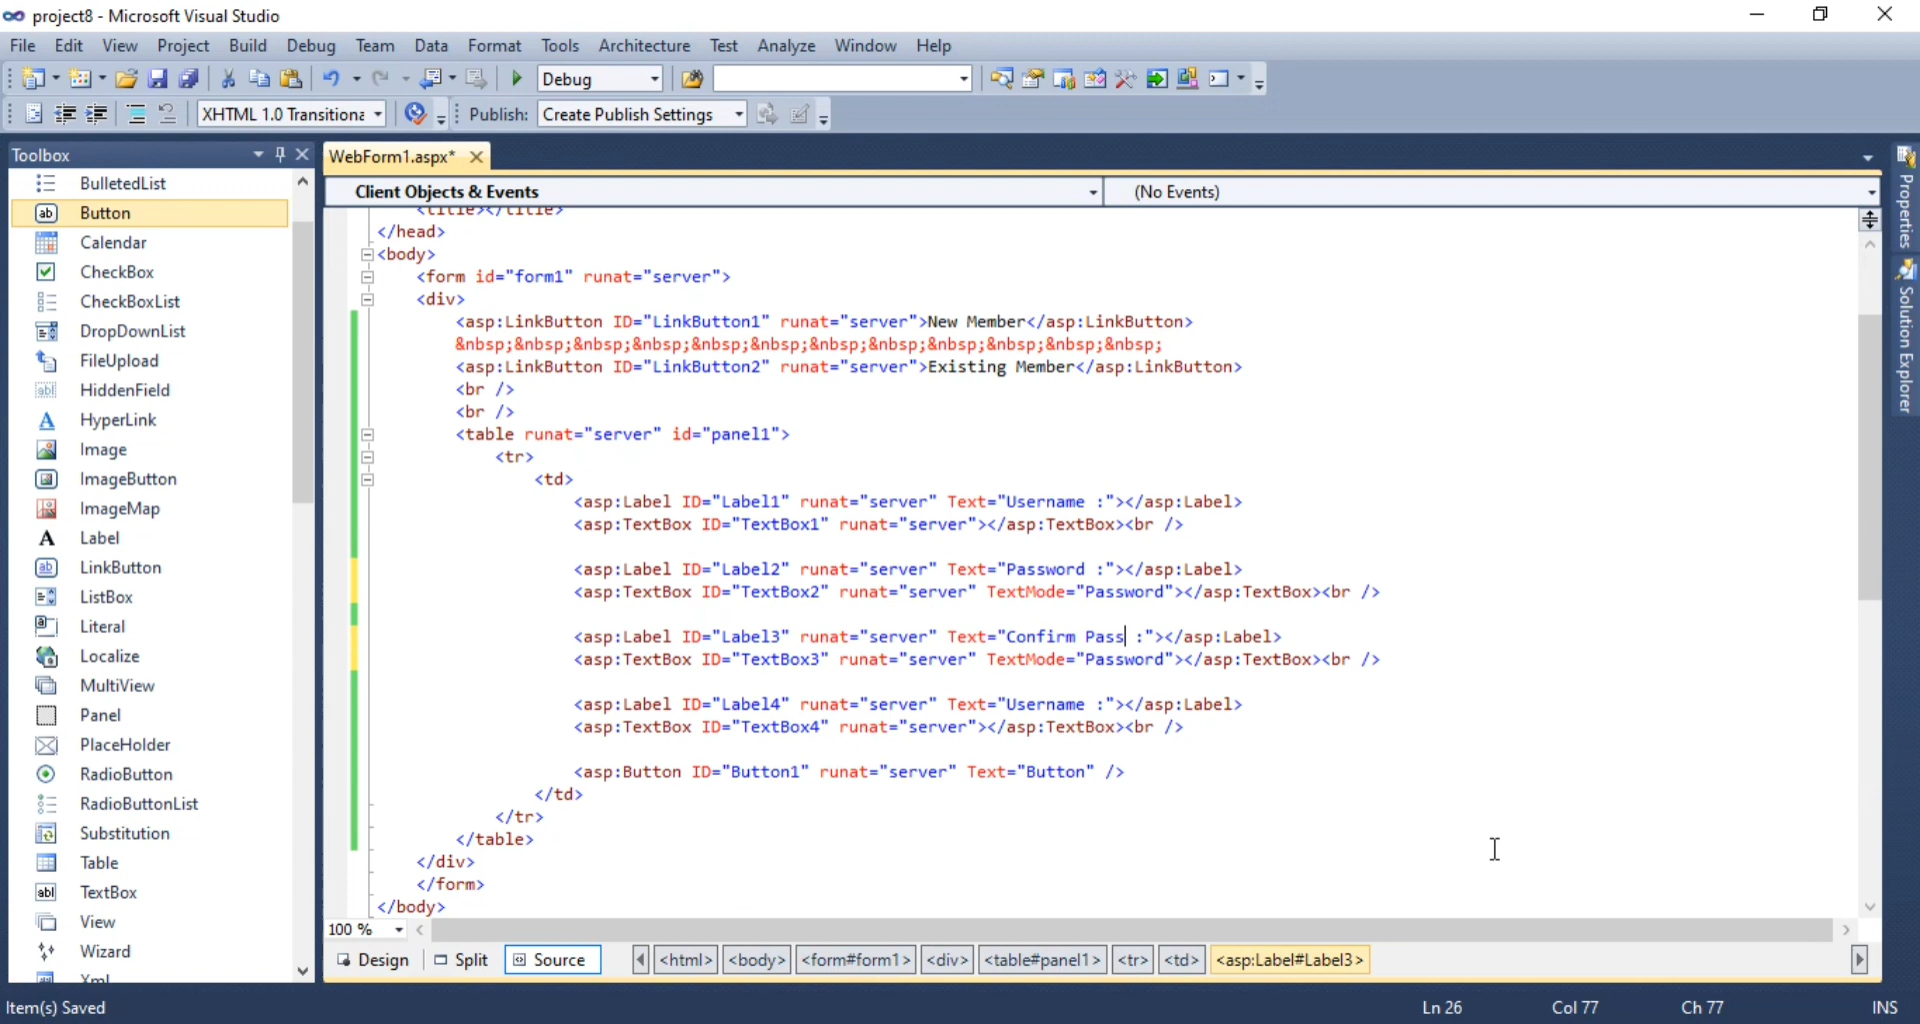 project8 - Microsoft Visual Studio
File Edit View Project Build Debug Team Data Format Tools Architecture Test Analyze Window Help
Debug
XHTML 1.0 Transitiona
Publish: Create Publish Settings
Toolbox
BulletedList
Button
Calendar
CheckBox
CheckBoxList
DropDownList
FileUpload
HiddenField
HyperLink
Image
ImageButton
ImageMap
Label
LinkButton
ListBox
Literal
Localize
MultiView
Panel
PlaceHolder
RadioButton
RadioButtonList
Substitution
Table
TextBox
View
Wizard
Xml
WebForm1.aspx*
Client Objects & Events
(No Events)
<title></title>
</head>
<body>
<form id="form1" runat="server">
<div>
<asp:LinkButton ID="LinkButton1" runat="server">New Member</asp:LinkButton>
&nbsp;&nbsp;&nbsp;&nbsp;&nbsp;&nbsp;&nbsp;&nbsp;&nbsp;&nbsp;&nbsp;&nbsp;
<asp:LinkButton ID="LinkButton2" runat="server">Existing Member</asp:LinkButton>
<br />
<br />
<table runat="server" id="panel1">
<tr>
<td>
<asp:Label ID="Label1" runat="server" Text="Username :"></asp:Label>
<asp:TextBox ID="TextBox1" runat="server"></asp:TextBox><br />
<asp:Label ID="Label2" runat="server" Text="Password :"></asp:Label>
<asp:TextBox ID="TextBox2" runat="server" TextMode="Password"></asp:TextBox><br />
<asp:Label ID="Label3" runat="server" Text="Confirm Pass :"></asp:Label>
<asp:TextBox ID="TextBox3" runat="server" TextMode="Password"></asp:TextBox><br />
<asp:Label ID="Label4" runat="server" Text="Username :"></asp:Label>
<asp:TextBox ID="TextBox4" runat="server"></asp:TextBox><br />
<asp:Button ID="Button1" runat="server" Text="Button" />
</td>
</tr>
</table>
</div>
</form>
</body>
100 %
Design Split Source <html> <body> <form#form1> <div> <table#panel1> <tr> <td> <asp:Label#Label3>
Properties
Solution Explorer
Item(s) Saved Ln 26 Col 77 Ch 77 INS